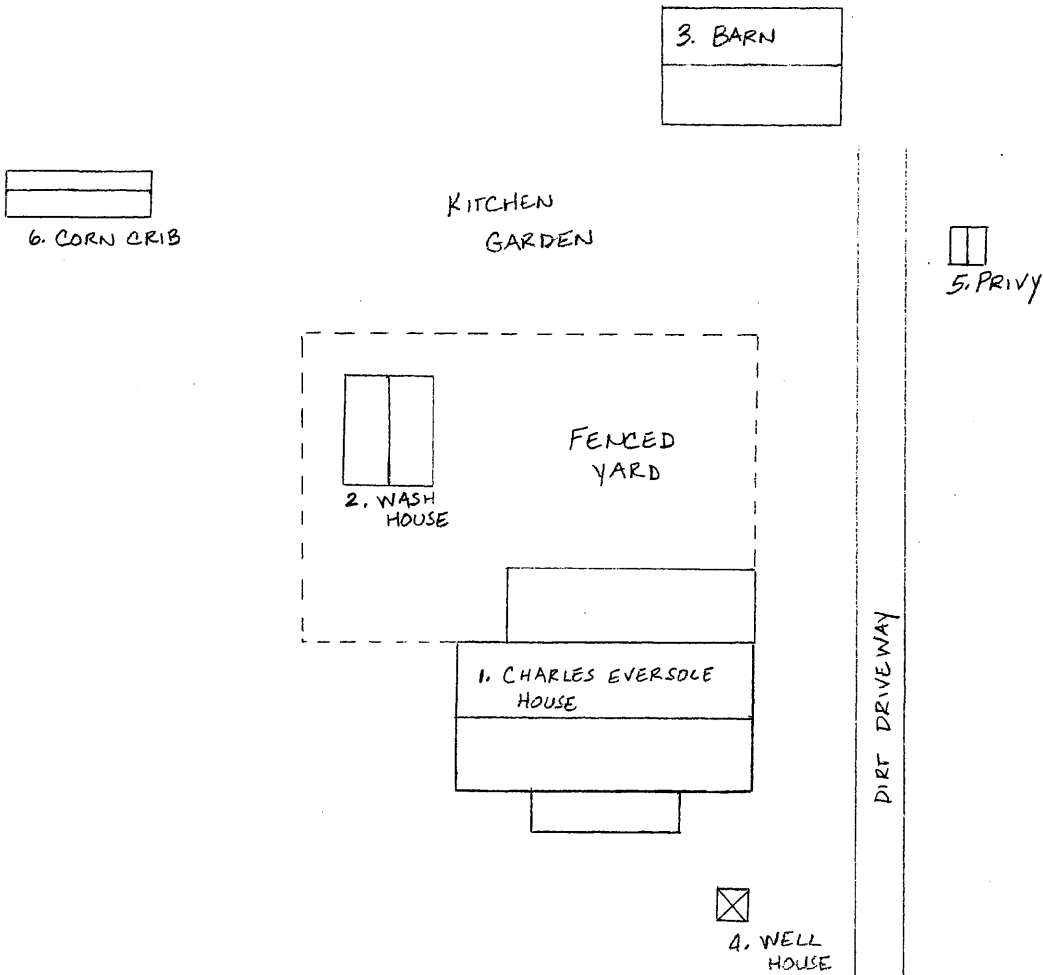 3. BARN
6. CORN CRIB
KITCHEN
GARDEN
5. PRIVY
FENCED
YARD
2. WASH
HOUSE
1. CHARLES EVERSOLE
HOUSE
DIRT DRIVEWAY
4. WELL
HOUSE